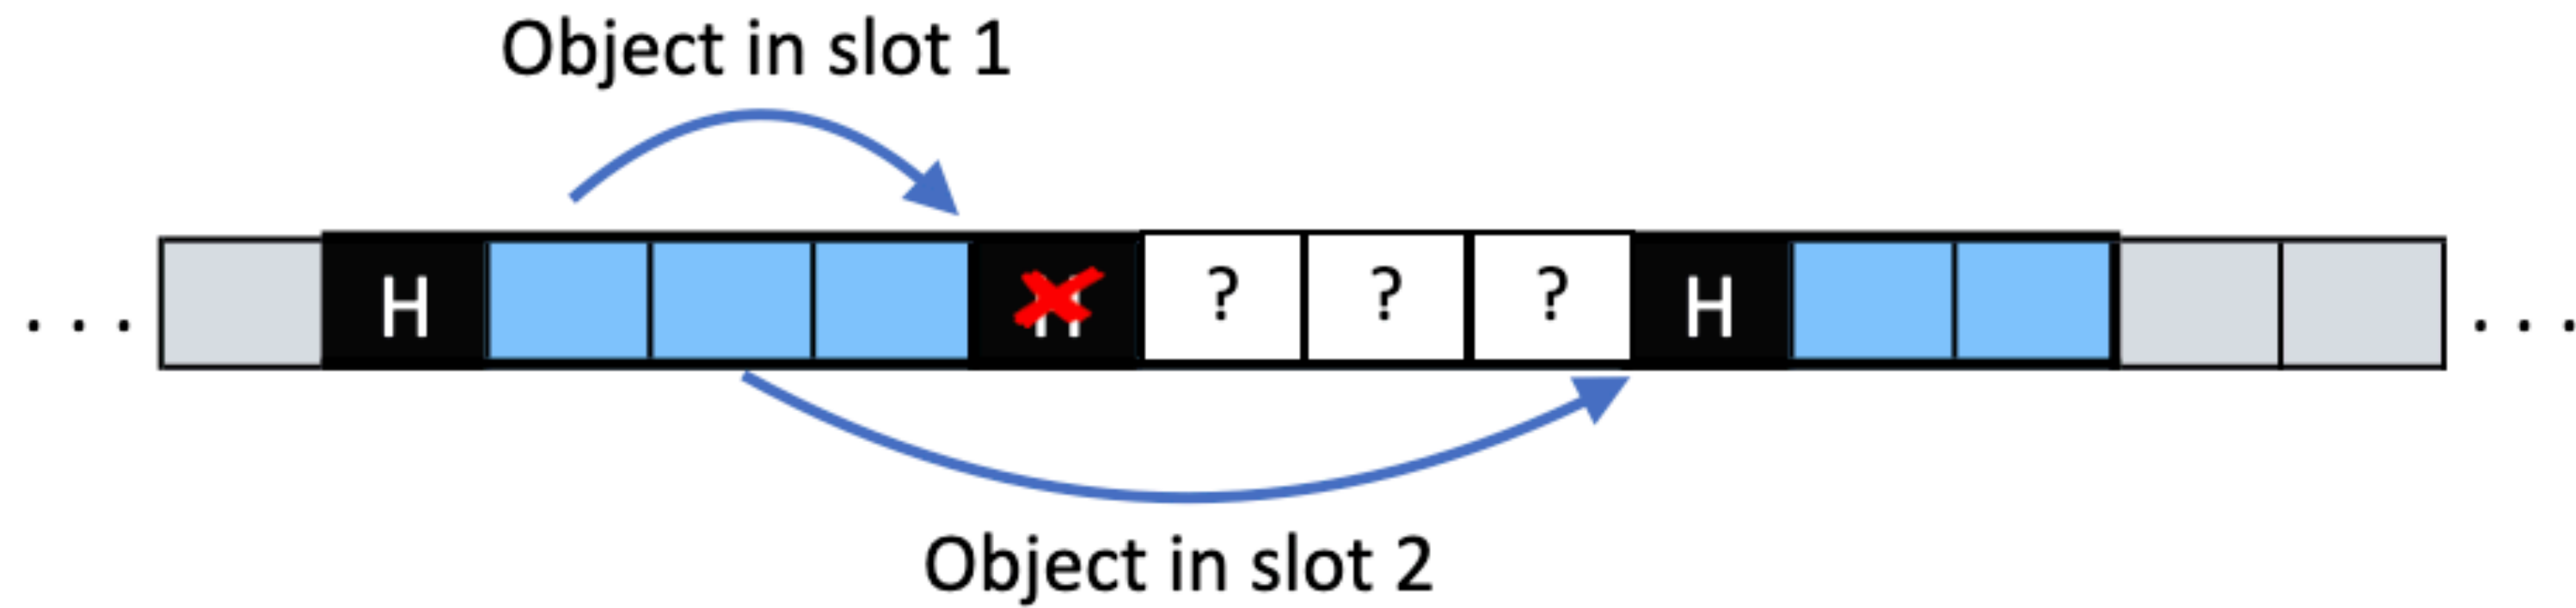 Object in slot 1
. . . H H ? ? ? H . . .
Object in slot 2